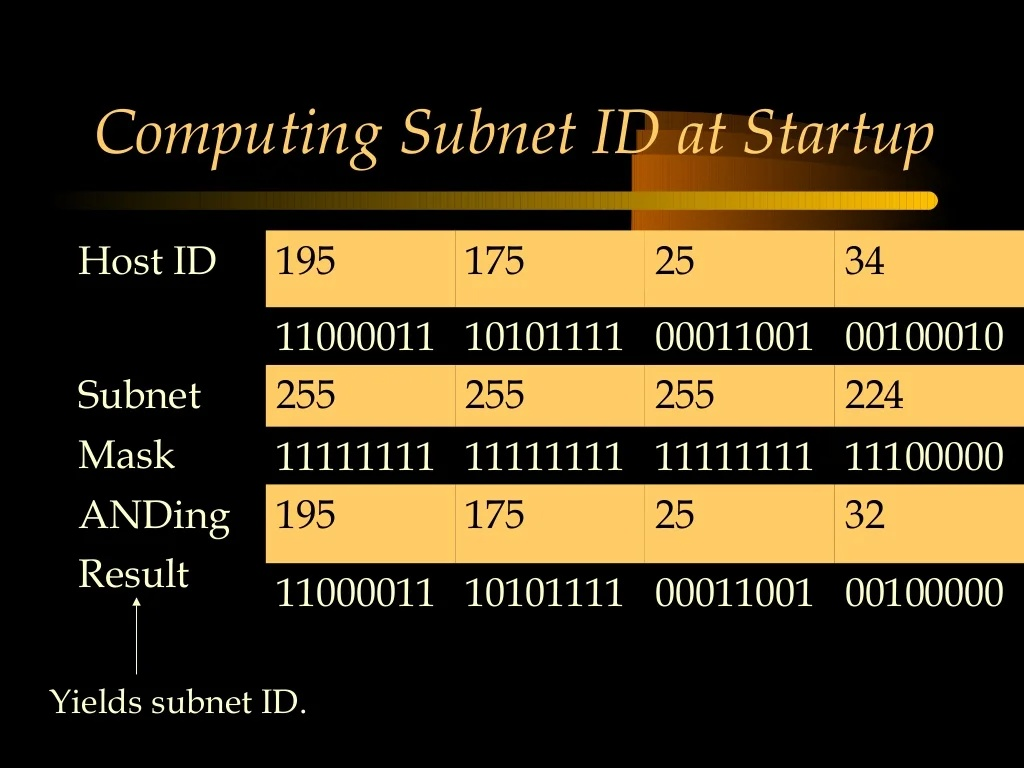 Computing Subnet ID at Startup
Host ID 195 175 25 34
11000011 10101111 00011001 00100010
Subnet 255 255 255 224
Mask 11111111 11111111 11111111 11100000
ANDing 195 175 25 32
Result 11000011 10101111 00011001 00100000
Yields subnet ID.